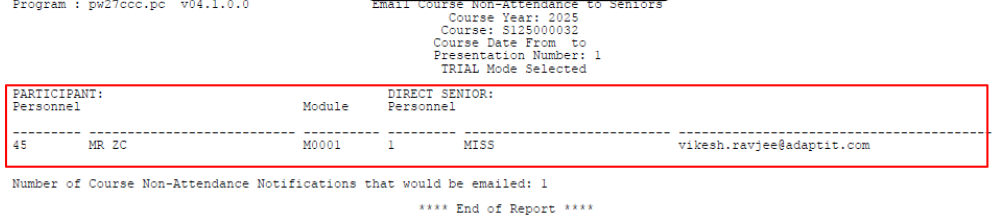 Program : pw27ccc.pc v04.1.0.0 Email Course Non-Attendance to Seniors
Course Year: 2025
Course: S125000032
Course Date From to
Presentation Number: 1
TRIAL Mode Selected
PARTICIPANT: DIRECT SENIOR:
Personnel Module Personnel
--------- --------------------------- ---------- --------- --------------------------- -----------------------------------------
45 MR ZC M0001 1 MISS vikesh.ravjee@adaptit.com
Number of Course Non-Attendance Notifications that would be emailed: 1
**** End of Report ****